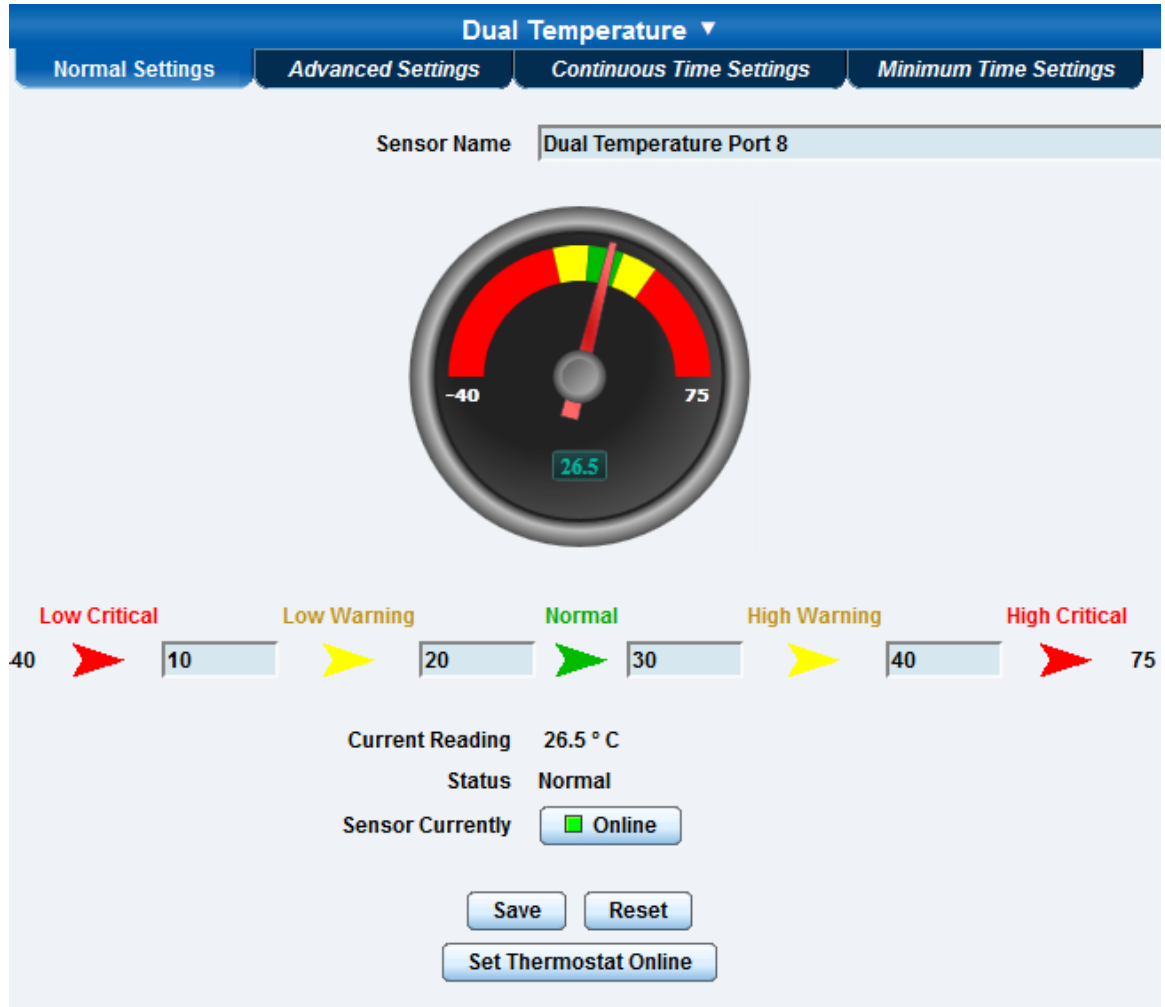 Dual Temperature ▼
Normal Settings Advanced Settings Continuous Time Settings Minimum Time Settings
Sensor Name Dual Temperature Port 8
-40 75
26.5
Low Critical Low Warning Normal High Warning High Critical
-40 10 20 30 40 75
Current Reading 26.5 ° C
Status Normal
Sensor Currently Online
Save Reset
Set Thermostat Online